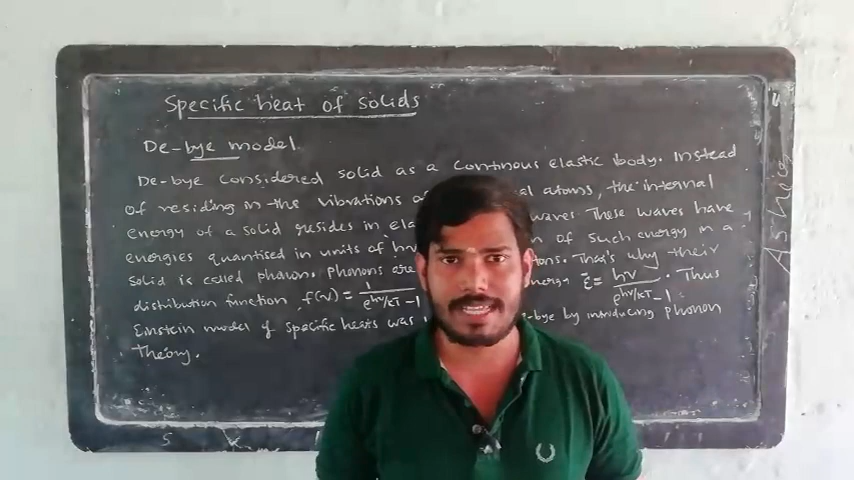 Specific heat of solids
De-bye model
De-bye considered solid as a continous elastic body. Instead
of residing in the vibrations of al atoms, the internal
energy of a solid resides in ela waves. These waves have
energies quantised in units of hν n of such energy in a
solid is called phonon. Phonons are ons. That's why their
distribution function f(ν) = 1/(e^hν/kT -1 energy ε̄ = hν/(e^hν/kT -1). Thus
Einstein model of specific heats was e-bye by introducing phonon
Theory.
Ashok